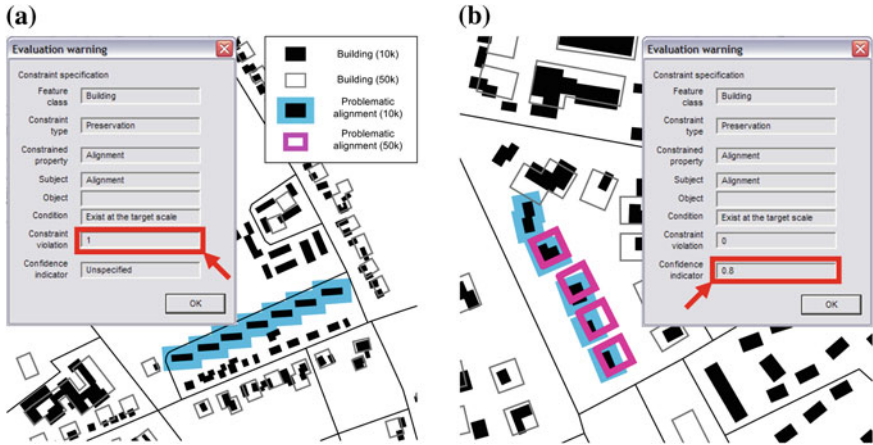 (a)
Evaluation warning
Constraint specification
Feature class
Building
Constraint type
Preservation
Constrained property
Alignment
Subject
Alignment
Object
Condition
Exist at the target scale
Constraint violation
1
Confidence indicator
Unspecified
OK
Building (10k)
Building (50k)
Problematic
alignment (10k)
Problematic
alignment (50k)
(b)
Evaluation warning
Constraint specification
Feature class
Building
Constraint type
Preservation
Constrained property
Alignment
Subject
Alignment
Object
Condition
Exist at the target scale
Constraint violation
0
Confidence indicator
0.8
OK